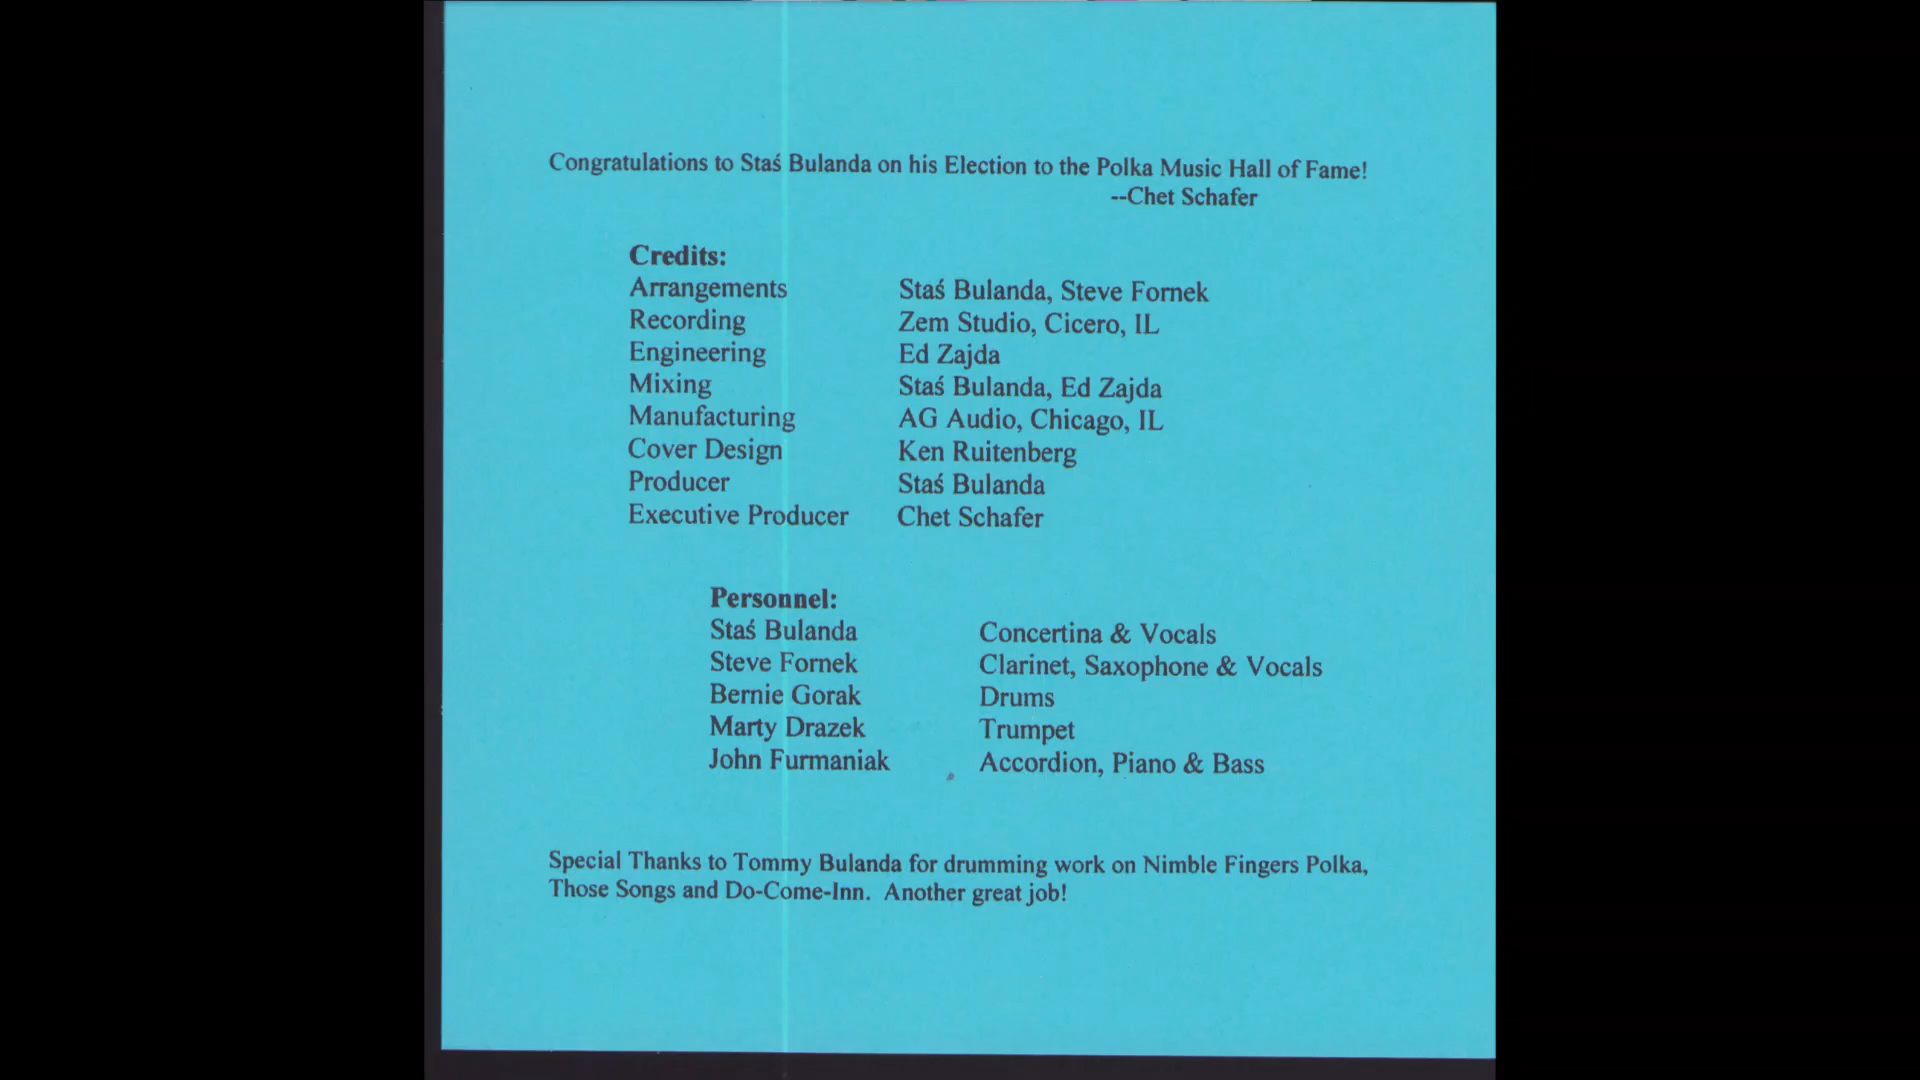 Congratulations to Staś Bulanda on his Election to the Polka Music Hall of Fame!
--Chet Schafer
Credits:
Arrangements Staś Bulanda, Steve Fornek
Recording Zem Studio, Cicero, IL
Engineering Ed Zajda
Mixing Staś Bulanda, Ed Zajda
Manufacturing AG Audio, Chicago, IL
Cover Design Ken Ruitenberg
Producer Staś Bulanda
Executive Producer Chet Schafer
Personnel:
Staś Bulanda Concertina & Vocals
Steve Fornek Clarinet, Saxophone & Vocals
Bernie Gorak Drums
Marty Drazek Trumpet
John Furmaniak Accordion, Piano & Bass
Special Thanks to Tommy Bulanda for drumming work on Nimble Fingers Polka,
Those Songs and Do-Come-Inn.  Another great job!